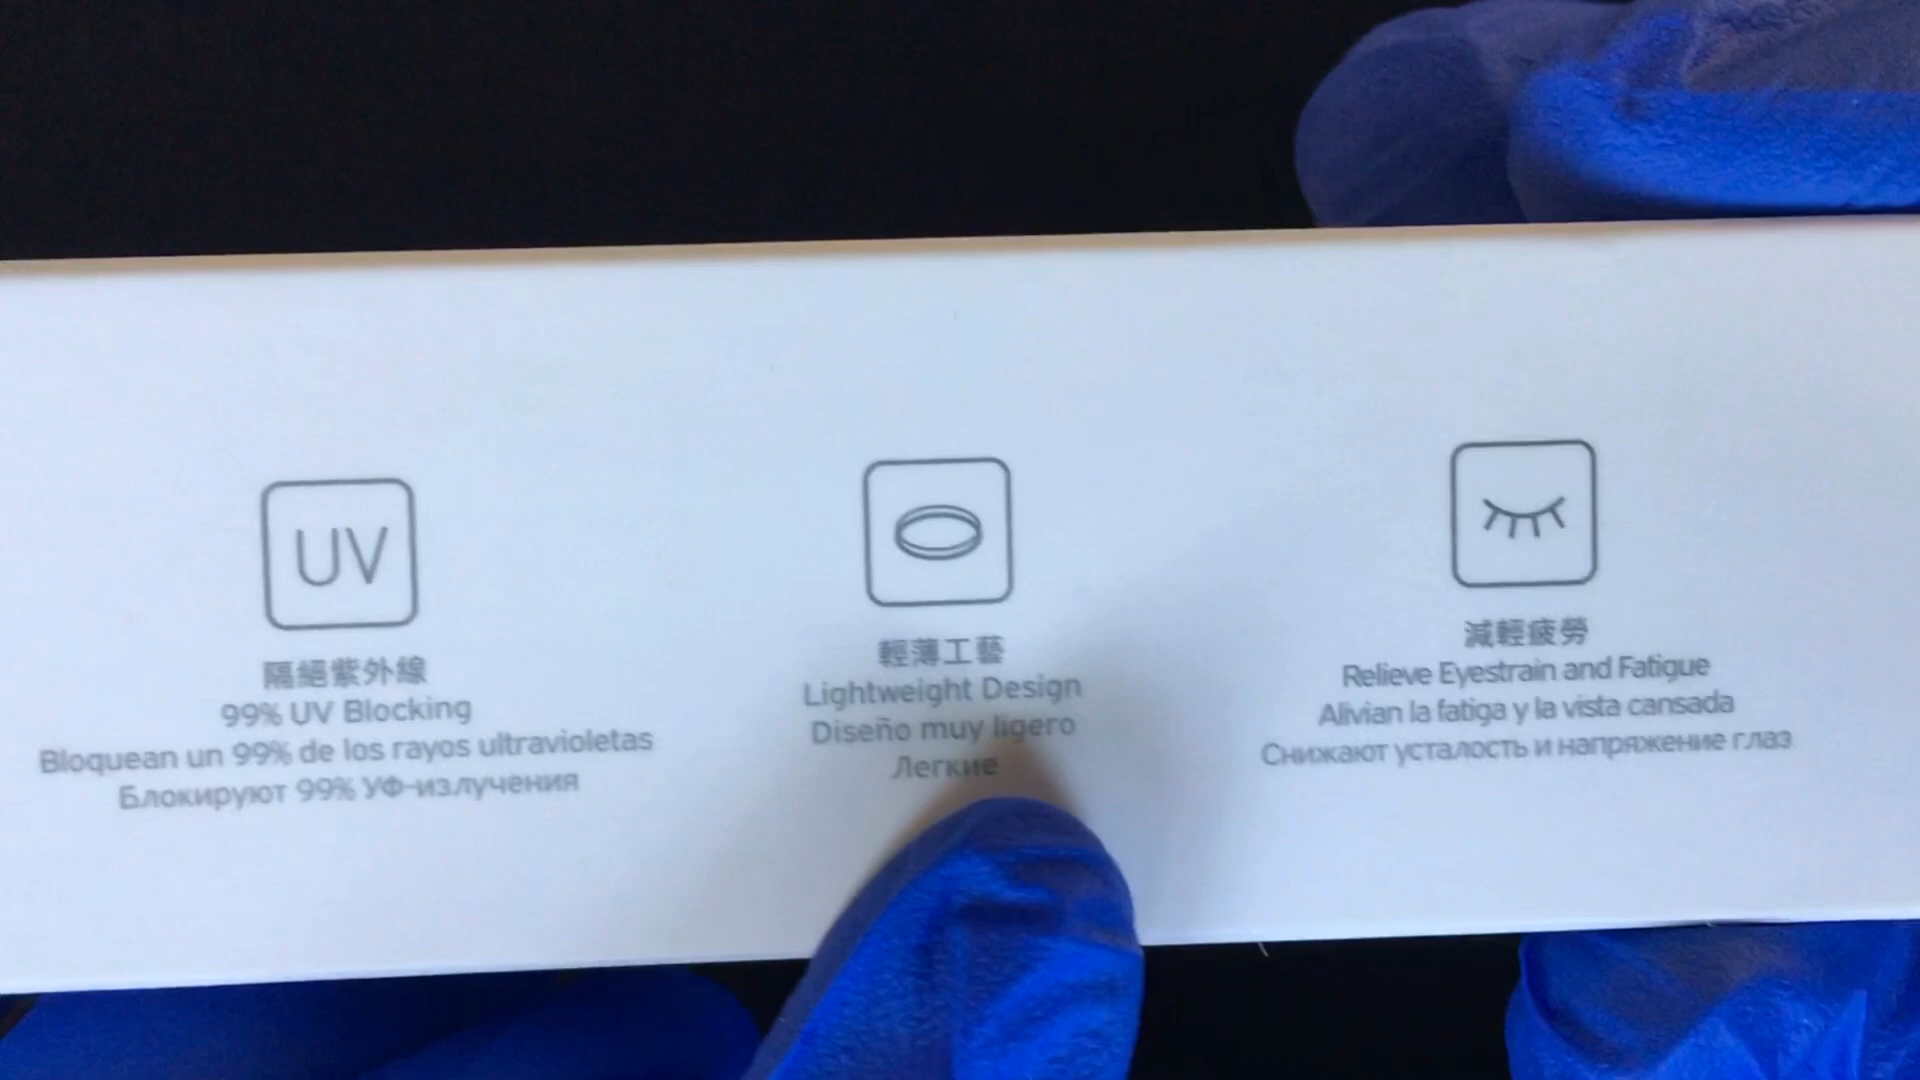 UV
隔絕紫外線
99% UV Blocking
Bloquean un 99% de los rayos ultravioletas
Блокируют 99% УФ-излучения
輕薄工藝
Lightweight Design
Diseño muy ligero
Легкие
減輕疲勞
Relieve Eyestrain and Fatigue
Alivian la fatiga y la vista cansada
Снижают усталость и напряжение глаз